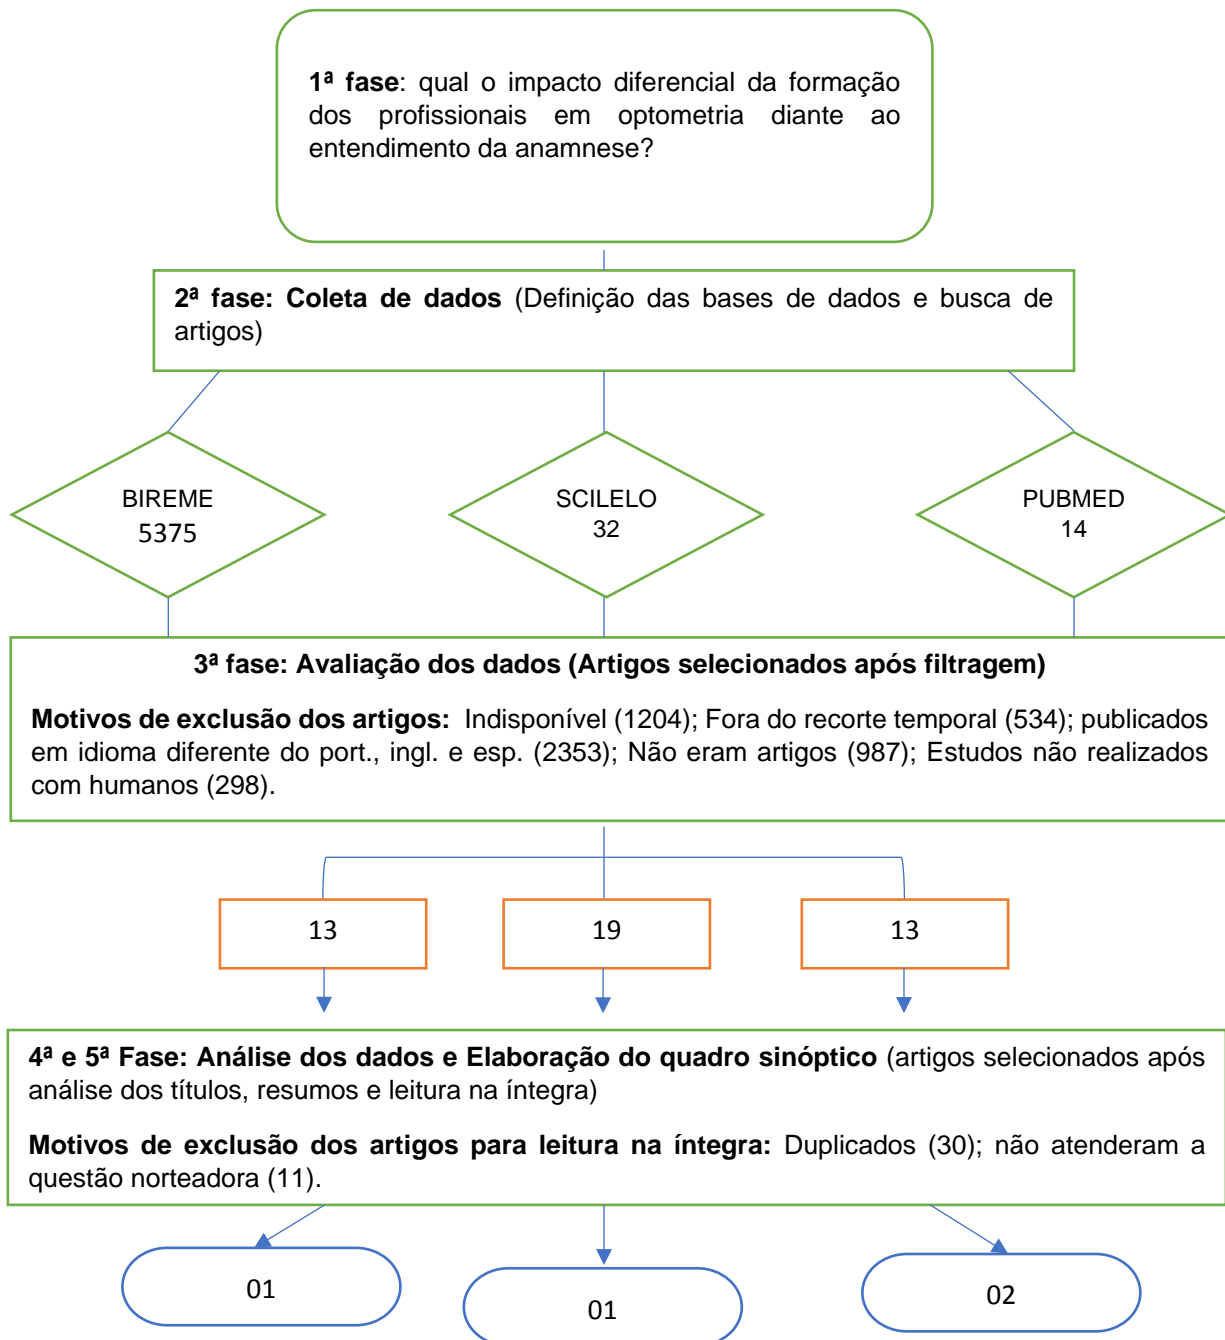 1ª fase: qual o impacto diferencial da formação
dos profissionais em optometria diante ao
entendimento da anamnese?
2ª fase: Coleta de dados (Definição das bases de dados e busca de
artigos)
BIREME
5375
SCILELO
32
PUBMED
14
3ª fase: Avaliação dos dados (Artigos selecionados após filtragem)
Motivos de exclusão dos artigos: Indisponível (1204); Fora do recorte temporal (534); publicados
em idioma diferente do port., ingl. e esp. (2353); Não eram artigos (987); Estudos não realizados
com humanos (298).
13
19
13
4ª e 5ª Fase: Análise dos dados e Elaboração do quadro sinóptico (artigos selecionados após
análise dos títulos, resumos e leitura na íntegra)
Motivos de exclusão dos artigos para leitura na íntegra: Duplicados (30); não atenderam a
questão norteadora (11).
01
01
02